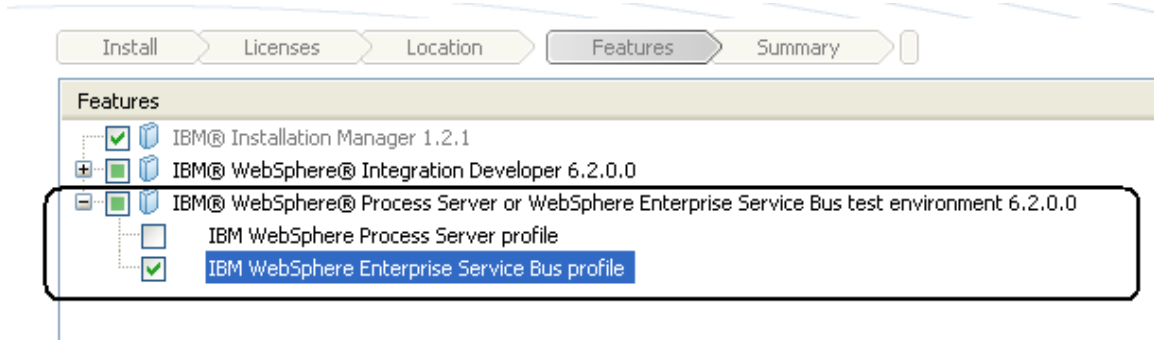 Install Licenses Location Features Summary
Features
IBM® Installation Manager 1.2.1
IBM® WebSphere® Integration Developer 6.2.0.0
IBM® WebSphere® Process Server or WebSphere Enterprise Service Bus test environment 6.2.0.0
IBM WebSphere Process Server profile
IBM WebSphere Enterprise Service Bus profile